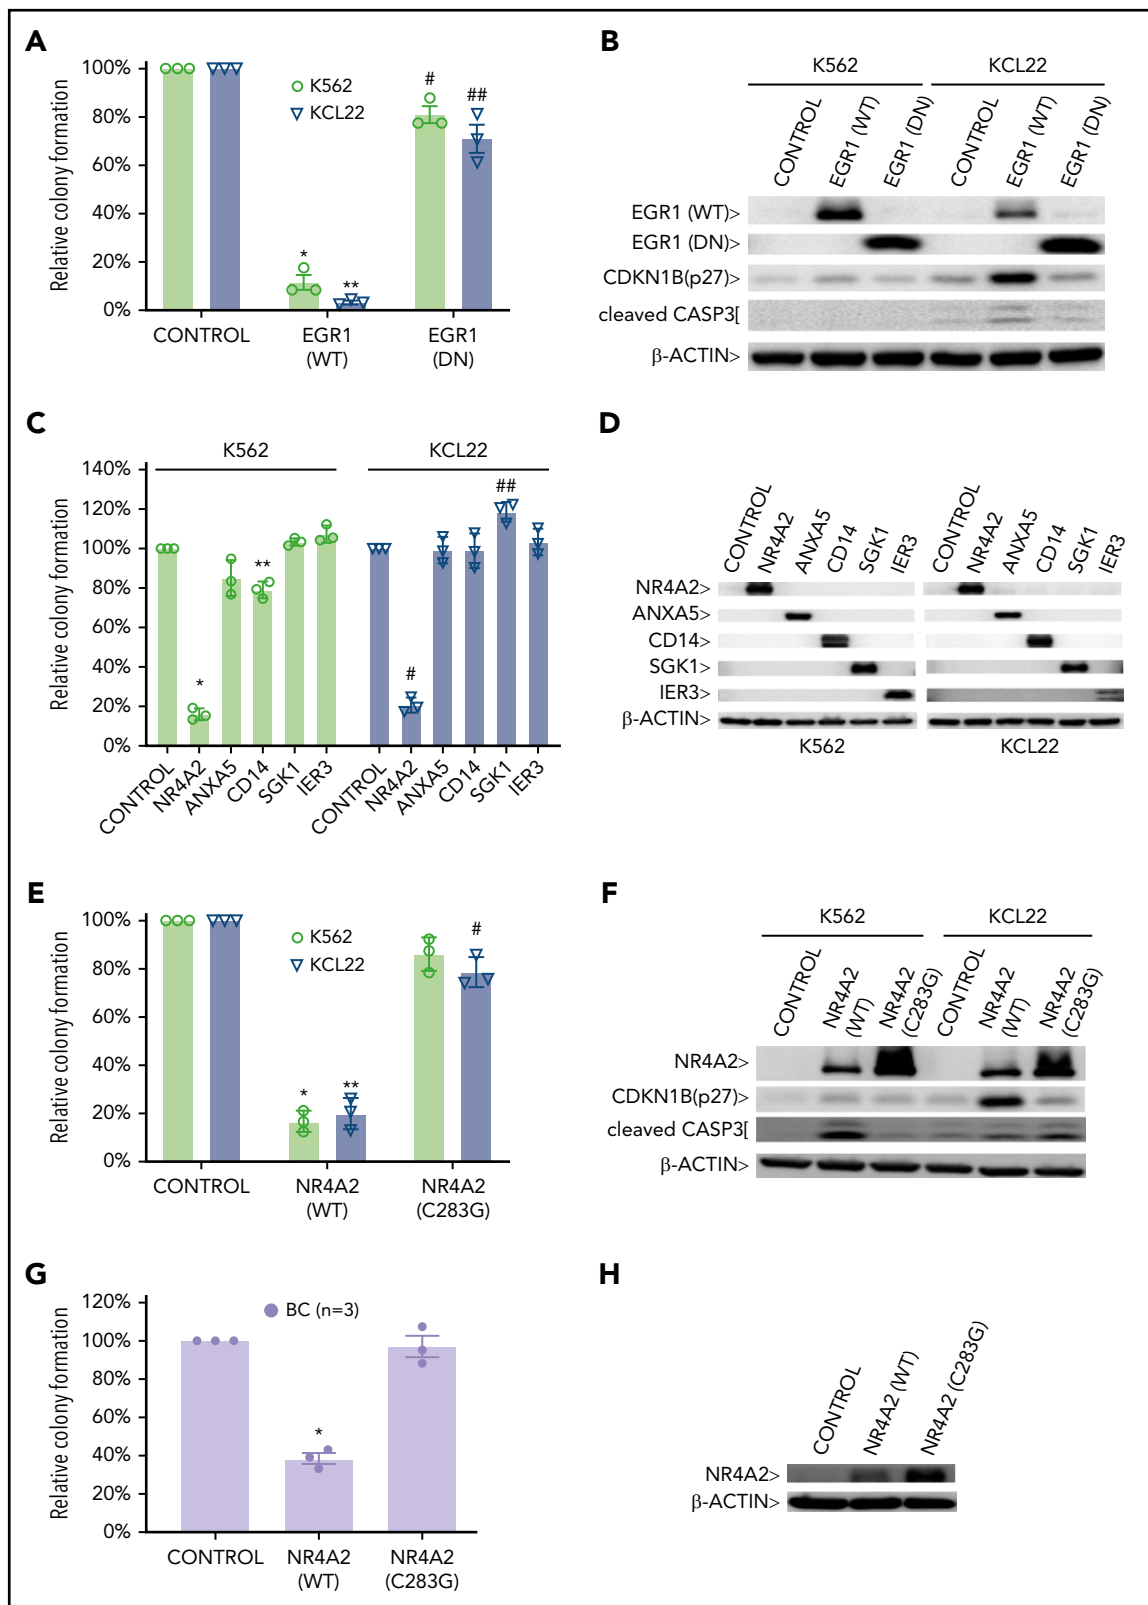 A
Relative colony formation
100%
80%
60%
40%
20%
0%
K562
KCL22
*
**
#
##
CONTROL
EGR1
(WT)
EGR1
(DN)
B
K562
KCL22
CONTROL
EGR1 (WT)
EGR1 (DN)
CONTROL
EGR1 (WT)
EGR1 (DN)
EGR1 (WT)>
EGR1 (DN)>
CDKN1B(p27)>
cleaved CASP3[
β-ACTIN>
C
Relative colony formation
K562
KCL22
140%
120%
100%
80%
60%
40%
20%
0%
*
**
#
##
CONTROL
NR4A2
ANXA5
CD14
SGK1
IER3
CONTROL
NR4A2
ANXA5
CD14
SGK1
IER3
D
CONTROL
NR4A2
ANXA5
CD14
SGK1
IER3
CONTROL
NR4A2
ANXA5
CD14
SGK1
IER3
NR4A2>
ANXA5>
CD14>
SGK1>
IER3>
β-ACTIN>
K562
KCL22
E
Relative colony formation
100%
80%
60%
40%
20%
0%
K562
KCL22
*
**
#
CONTROL
NR4A2
(WT)
NR4A2
(C283G)
F
K562
KCL22
CONTROL
NR4A2
(WT)
NR4A2
(C283G)
CONTROL
NR4A2
(WT)
NR4A2
(C283G)
NR4A2>
CDKN1B(p27)>
cleaved CASP3[
β-ACTIN>
G
Relative colony formation
120%
100%
80%
60%
40%
20%
0%
BC (n=3)
*
CONTROL
NR4A2
(WT)
NR4A2
(C283G)
H
CONTROL
NR4A2 (WT)
NR4A2 (C283G)
NR4A2>
β-ACTIN>